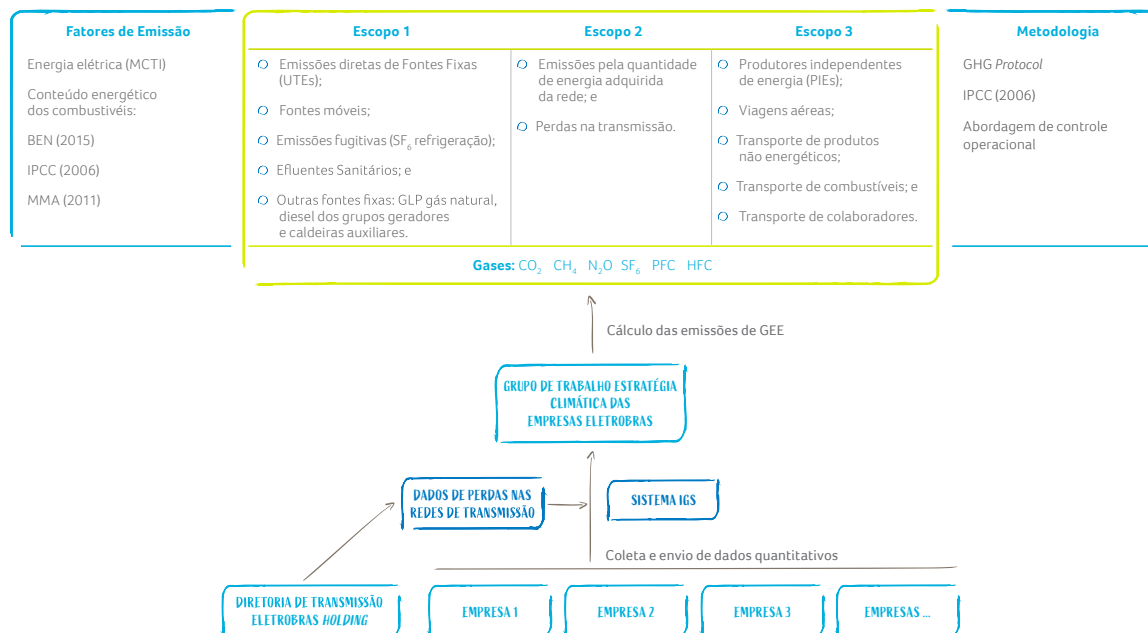 Fatores de Emissão
Energia elétrica (MCTI)
Conteúdo energético
dos combustivéis:
BEN (2015)
IPCC (2006)
MMA (2011)
Escopo 1
Emissões diretas de Fontes Fixas
(UTEs);
Fontes móveis;
Emissões fugitivas (SF₆ refrigeração);
Efluentes Sanitários; e
Outras fontes fixas: GLP gás natural,
diesel dos grupos geradores
e caldeiras auxiliares.
Escopo 2
Emissões pela quantidade
de energia adquirida
da rede; e
Perdas na transmissão.
Escopo 3
Produtores independentes
de energia (PIEs);
Viagens aéreas;
Transporte de produtos
não energéticos;
Transporte de combustíveis; e
Transporte de colaboradores.
Gases: CO₂ CH₄ N₂O SF₆ PFC HFC
Metodologia
GHG Protocol
IPCC (2006)
Abordagem de controle
operacional
Cálculo das emissões de GEE
GRUPO DE TRABALHO ESTRATÉGIA
CLIMÁTICA DAS
EMPRESAS ELETROBRAS
DADOS DE PERDAS NAS
REDES DE TRANSMISSÃO
SISTEMA IGS
Coleta e envio de dados quantitativos
DIRETORIA DE TRANSMISSÃO
ELETROBRAS HOLDING
EMPRESA 1
EMPRESA 2
EMPRESA 3
EMPRESAS ...